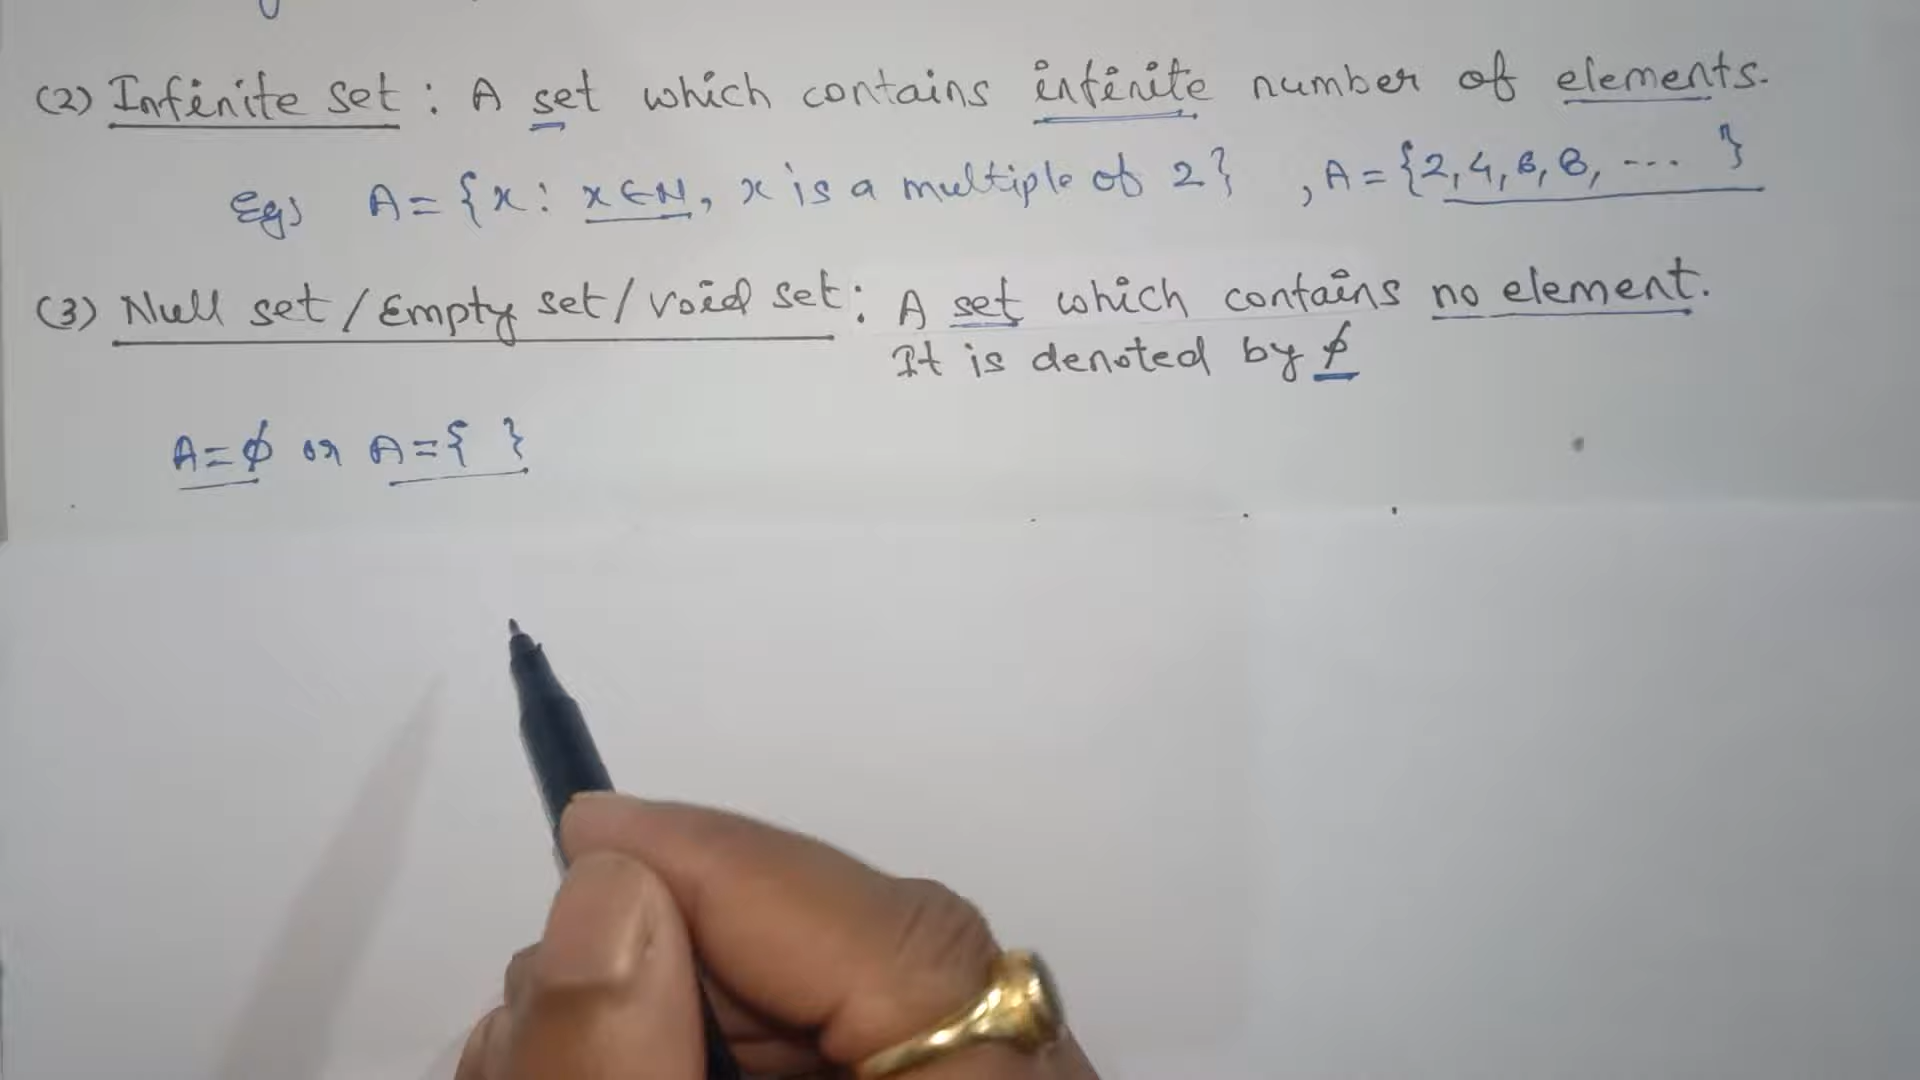 (2) Infinite set : A set which contains infinite number of elements.
Eg) A = {x : x∈N, x is a multiple of 2} , A = {2, 4, 6, 8, --- }
(3) Null set / Empty set / void set : A set which contains no element.
It is denoted by ϕ
A = ϕ or A = { }